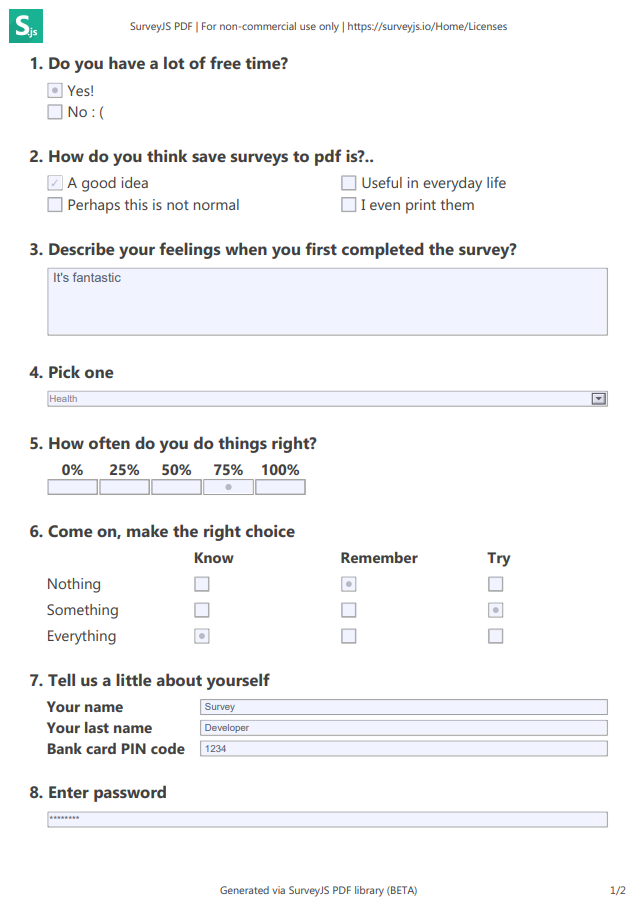 Sjs
SurveyJS PDF | For non-commercial use only | https://surveyjs.io/Home/Licenses
1. Do you have a lot of free time?
Yes!
No : (
2. How do you think save surveys to pdf is?..
A good idea Useful in everyday life
Perhaps this is not normal I even print them
3. Describe your feelings when you first completed the survey?
It's fantastic
4. Pick one
Health
5. How often do you do things right?
0% 25% 50% 75% 100%
6. Come on, make the right choice
Know Remember Try
Nothing
Something
Everything
7. Tell us a little about yourself
Your name Survey
Your last name Developer
Bank card PIN code 1234
8. Enter password
********
Generated via SurveyJS PDF library (BETA) 1/2